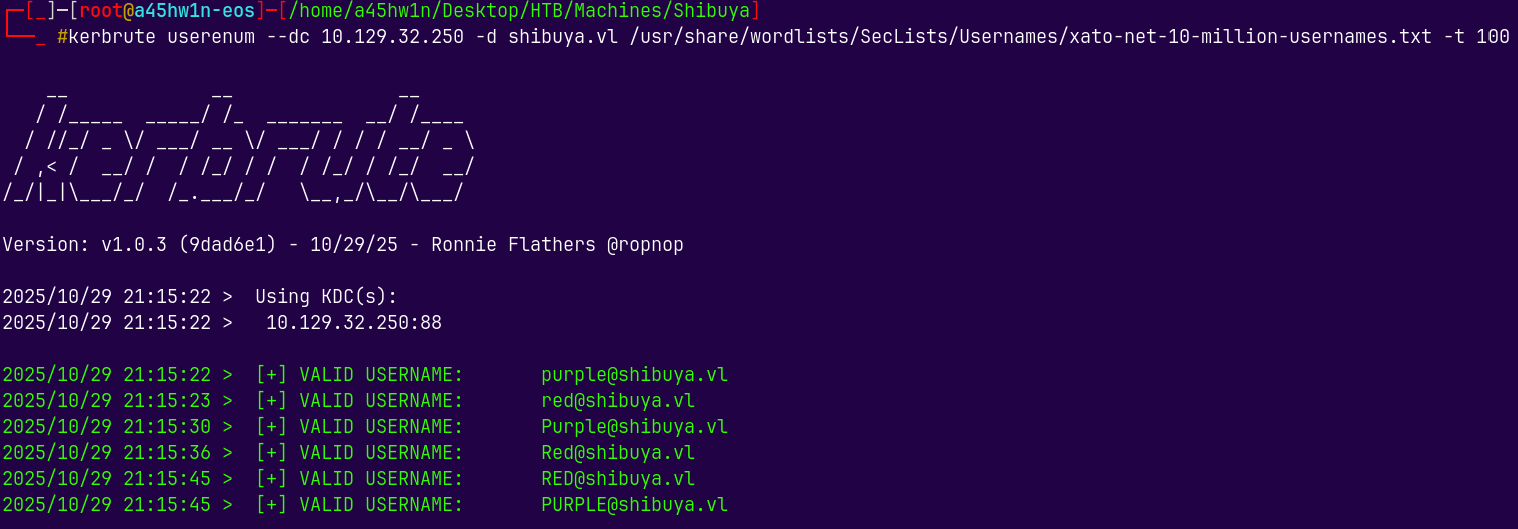 ┌─[_]─[root@a45hw1n-eos]─[/home/a45hw1n/Desktop/HTB/Machines/Shibuya]
└──_ #kerbrute userenum --dc 10.129.32.250 -d shibuya.vl /usr/share/wordlists/SecLists/Usernames/xato-net-10-million-usernames.txt -t 100
    __             __               __
   / /_____  _____/ /_  _______  __/ /____
  / //_/ _ \/ ___/ __ \/ ___/ / / / __/ _ \
 / ,< /  __/ /  / /_/ / /  / /_/ / /_/  __/
/_/|_|\___/_/  /_.___/_/   \__,_/\__/\___/
Version: v1.0.3 (9dad6e1) - 10/29/25 - Ronnie Flathers @ropnop
2025/10/29 21:15:22 >  Using KDC(s):
2025/10/29 21:15:22 >   10.129.32.250:88
2025/10/29 21:15:22 >  [+] VALID USERNAME:       purple@shibuya.vl
2025/10/29 21:15:23 >  [+] VALID USERNAME:       red@shibuya.vl
2025/10/29 21:15:30 >  [+] VALID USERNAME:       Purple@shibuya.vl
2025/10/29 21:15:36 >  [+] VALID USERNAME:       Red@shibuya.vl
2025/10/29 21:15:45 >  [+] VALID USERNAME:       RED@shibuya.vl
2025/10/29 21:15:45 >  [+] VALID USERNAME:       PURPLE@shibuya.vl